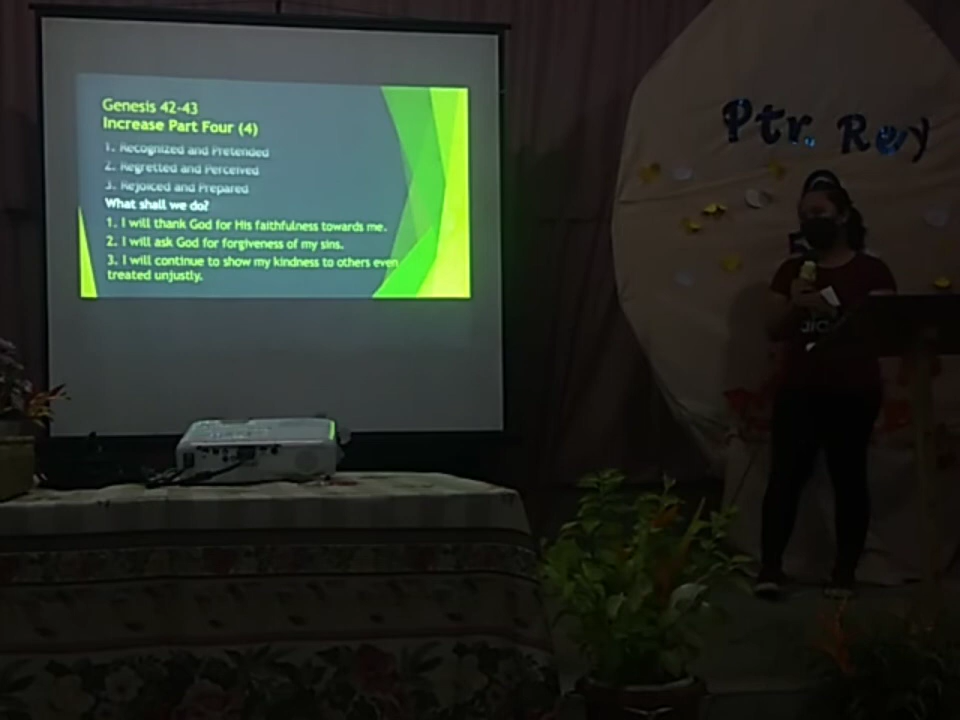 Genesis 42-43
Increase Part Four (4)
1. Recognized and Pretended
2. Regretted and Perceived
3. Rejoiced and Prepared
What shall we do?
1. I will thank God for His faithfulness towards me.
2. I will ask God for forgiveness of my sins.
3. I will continue to show my kindness to others even
treated unjustly.
Ptr. Rey